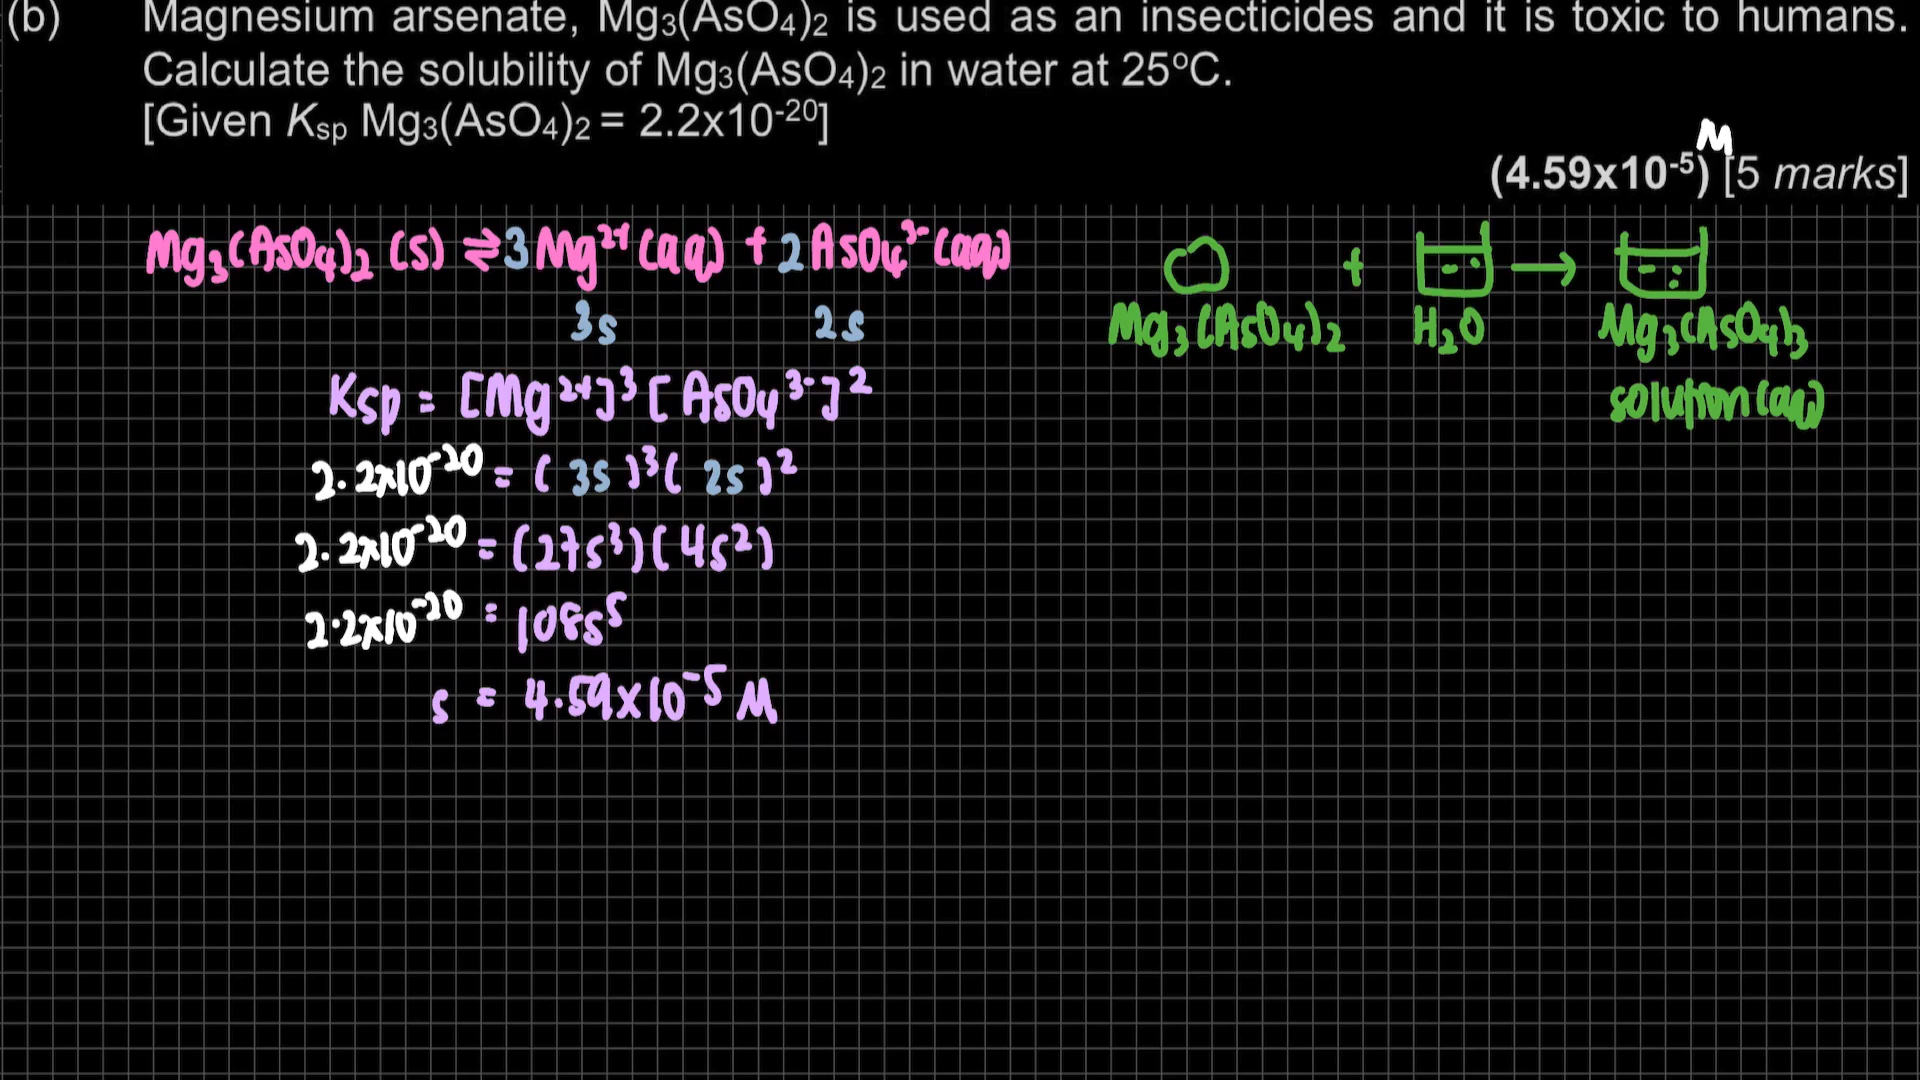 (b) Magnesium arsenate, Mg3(AsO4)2 is used as an insecticides and it is toxic to humans.
Calculate the solubility of Mg3(AsO4)2 in water at 25°C.
[Given Ksp Mg3(AsO4)2 = 2.2x10-20]
(4.59x10-5) M [5 marks]
Mg3(AsO4)2 (s) ⇌ 3 Mg2+ (aq) + 2 AsO43- (aq)
3s 2s
Ksp = [Mg2+]3 [AsO43-]2
2.2x10-20 = (3s)3(2s)2
2.2x10-20 = (27s3)(4s2)
2.2x10-20 = 108s5
s = 4.59x10-5 M
+ →
Mg3(AsO4)2 H2O Mg3(AsO4)3
solution (aq)